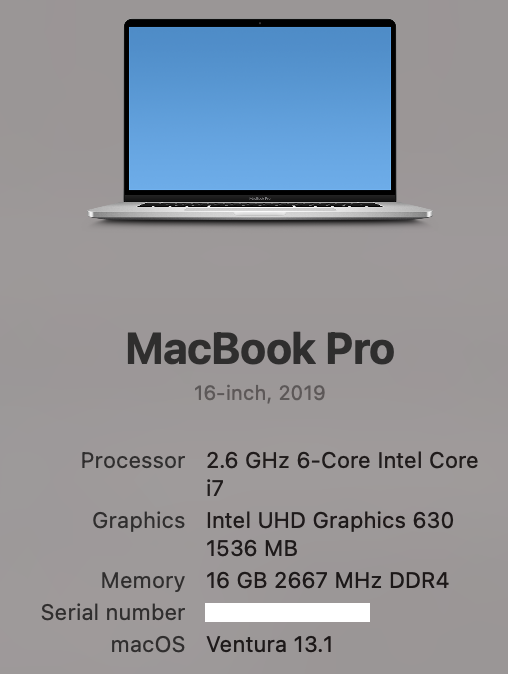 MacBook Pro
16-inch, 2019
Processor 2.6 GHz 6-Core Intel Core
i7
Graphics Intel UHD Graphics 630
1536 MB
Memory 16 GB 2667 MHz DDR4
Serial number
macOS Ventura 13.1